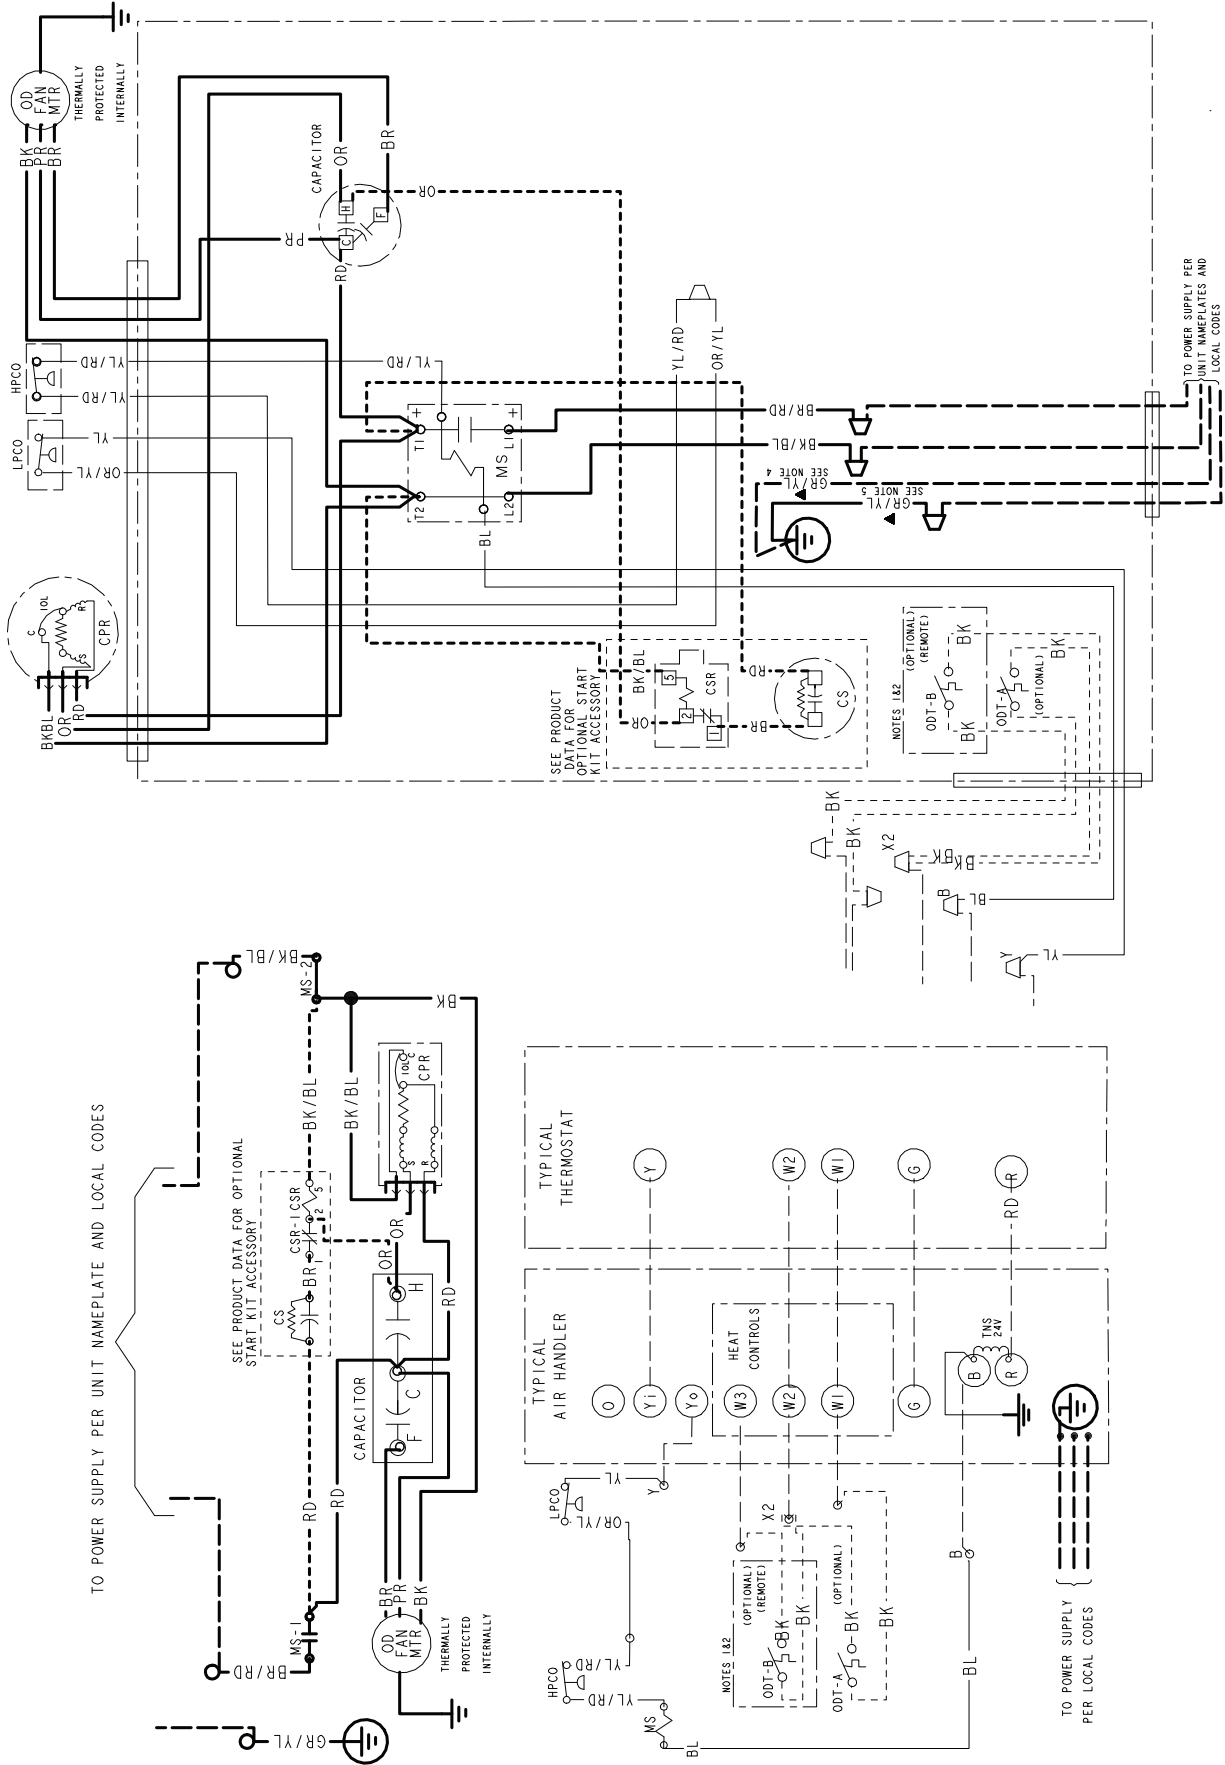 OD
FAN
MTR
THERMALLY
PROTECTED
INTERNALLY
BK
PR
BR
CAPACITOR
OR
BR
H
F
C
OR
PR
RD
HPCO
YL/RD
YL/RD
YL/RD
LPCO
YL
OR/YL
YL/RD
OR/YL
TO POWER SUPPLY PER
UNIT NAMEPLATES AND
LOCAL CODES
T1
L1
MS
T2
L2
BL
BR/RD
BK/BL
GR/YL
SEE NOTE 4
GR/YL
SEE NOTE 5
C
IOL
R
S
CPR
BKBL
OR
RD
SEE PRODUCT
DATA FOR
OPTIONAL START
KIT ACCESSORY
BK/BL
5
CSR
2
1
OR
BR
RD
CS
NOTES 1&2
(OPTIONAL)
(REMOTE)
ODT-B
BK
BK
ODT-A
(OPTIONAL)
BK
BK
BK
X2
BK
BK
B
BL
Y
YL
TO POWER SUPPLY PER UNIT NAMEPLATE AND LOCAL CODES
BK/BL
MS-2
BK
BK/BL
BK/BL
SEE PRODUCT DATA FOR OPTIONAL
START KIT ACCESSORY
CSR-1
CSR
5
2
1
BR
CS
RD
RD
IOL
C
CPR
S
R
OR
OR
RD
CAPACITOR
H
C
F
MS-1
BR/RD
BR
PR
BK
OD
FAN
MTR
THERMALLY
PROTECTED
INTERNALLY
GR/YL
TYPICAL
THERMOSTAT
Y
W2
W1
G
R
RD
TYPICAL
AIR HANDLER
HEAT
CONTROLS
TNS
24V
O
Yi
Yo
W3
W2
W1
G
B
R
LPCO
YL
Y
OR/YL
X2
HPCO
YL/RD
YL/RD
MS
BL
NOTES 1&2
(OPTIONAL)
(REMOTE)
ODT-B
BK
BK
(OPTIONAL)
ODT-A
BK
BK
B
BL
TO POWER SUPPLY
PER LOCAL CODES